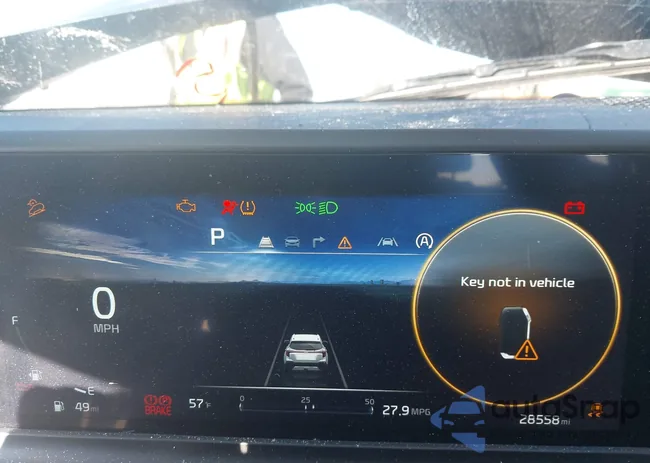 P
Key not in vehicle
0
MPH
F
E
49 mi
BRAKE
57°F
0 25 50
27.9 MPG
28558 mi
autoSnap